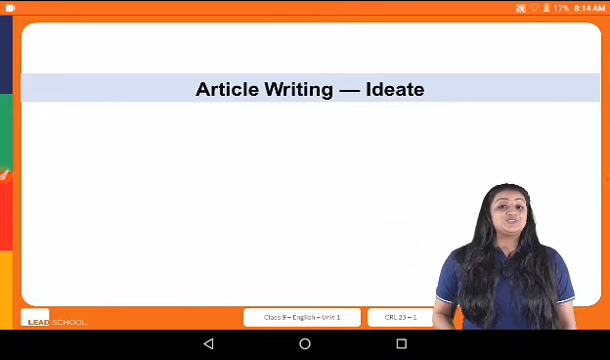 17% 8:14 AM
Article Writing — Ideate
LEAD SCHOOL
Class 9 – English – Unit 1
CRL 23 – 1